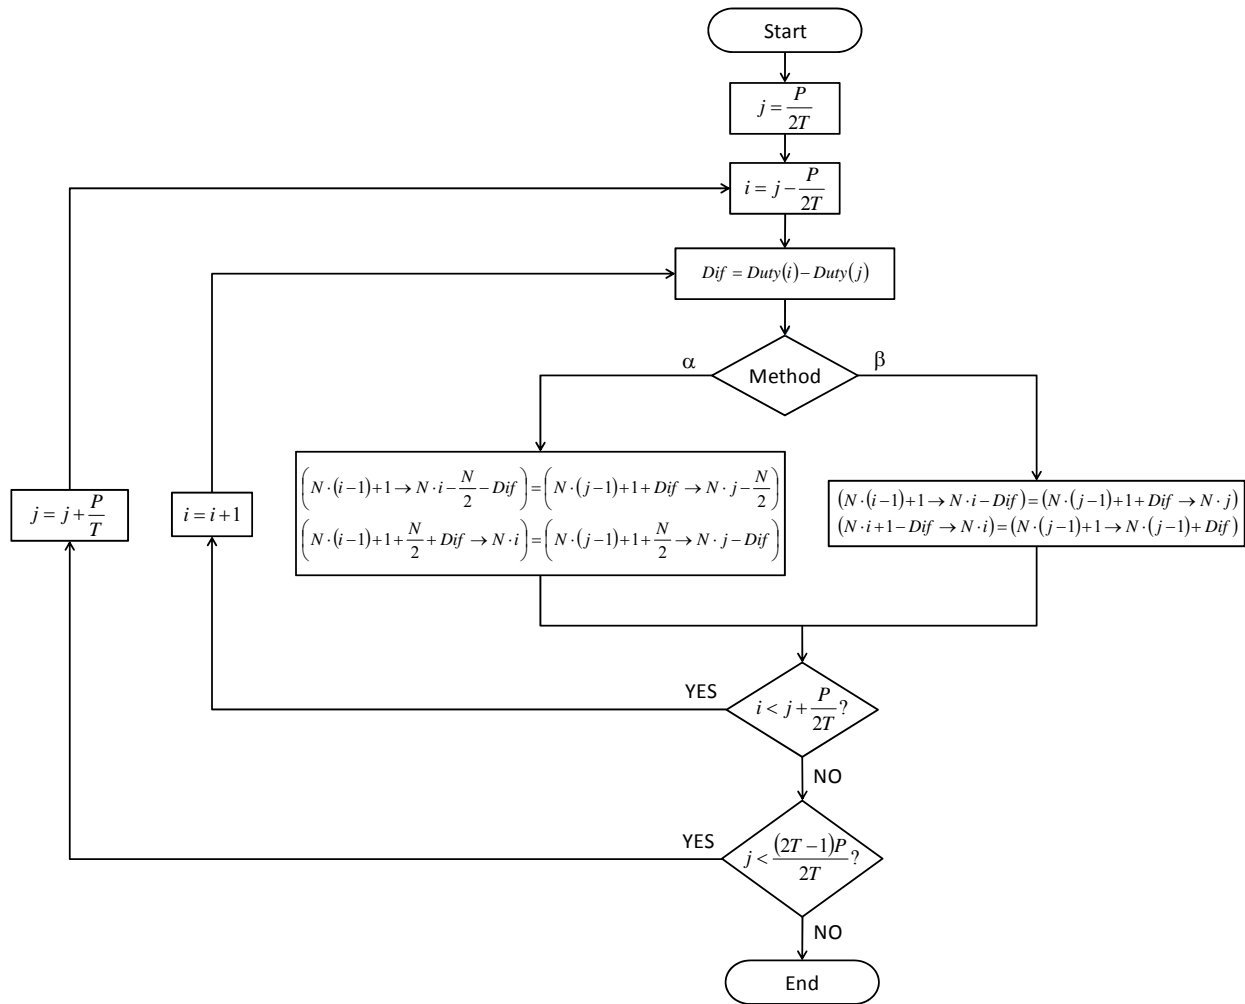 Start
j = P/2T
i = j − P/2T
Dif = Duty(i) − Duty(j)
α
Method
β
(N·(i−1)+1 → N·i − N/2 − Dif) = (N·(j−1)+1+Dif → N·j − N/2)
(N·(i−1)+1+ N/2 + Dif → N·i) = (N·(j−1)+1+ N/2 → N·j − Dif)
(N·(i−1)+1 → N·i − Dif) = (N·(j−1)+1+Dif → N·j)
(N·i+1−Dif → N·i) = (N·(j−1)+1 → N·(j−1)+Dif)
j = j + P/T
i = i+1
YES
i < j + P/2T ?
NO
YES
j < (2T−1)P/2T ?
NO
End